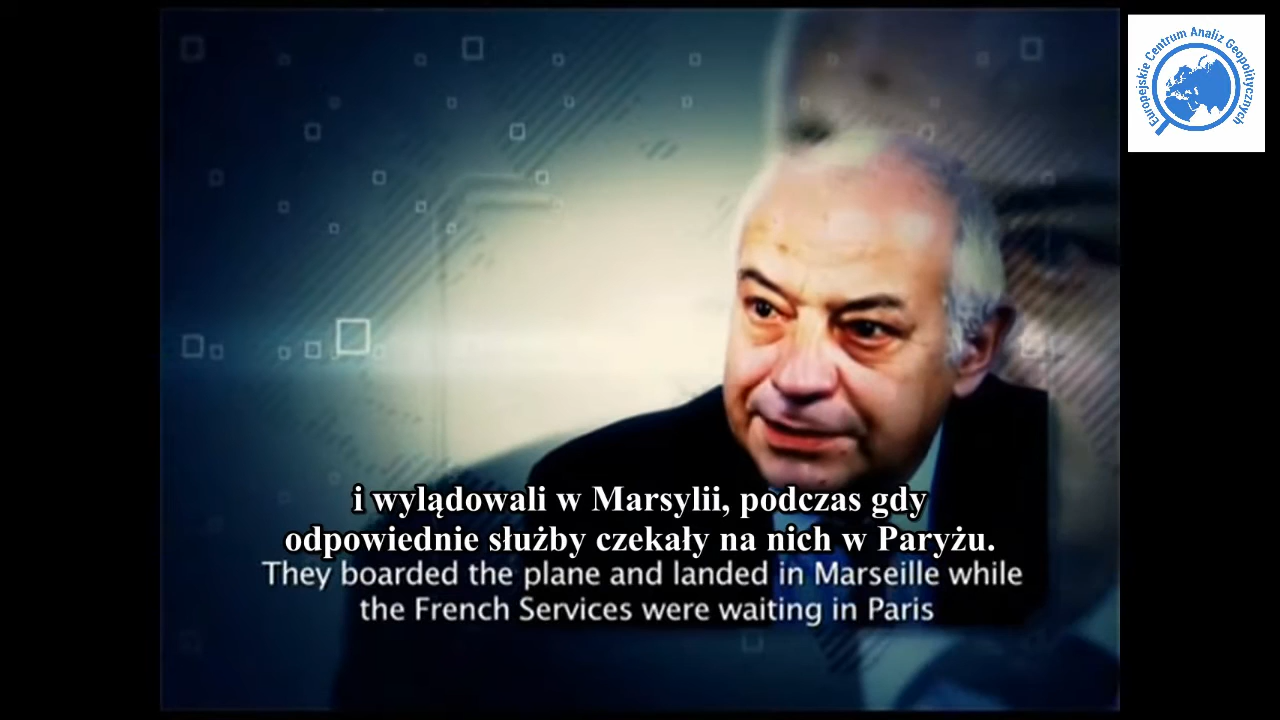 Europejskie Centrum Analiz Geopolitycznych
i wylądowali w Marsylii, podczas gdy
odpowiednie służby czekały na nich w Paryżu.
They boarded the plane and landed in Marseille while
the French Services were waiting in Paris